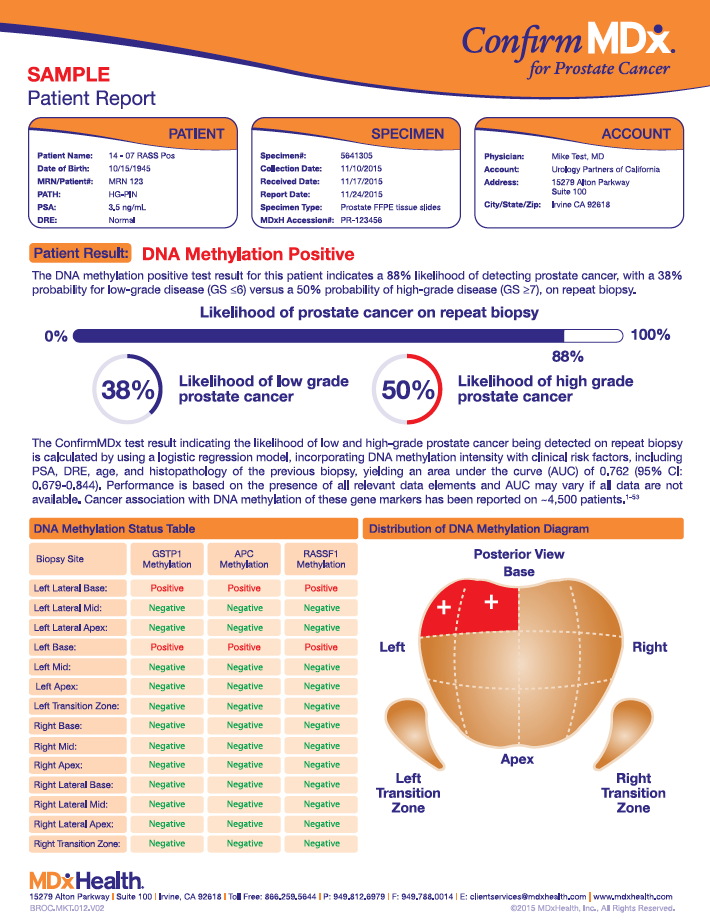 Confirm MDx.
for Prostate Cancer
SAMPLE
Patient Report
PATIENT
Patient Name: 14 - 07 RASS Pos
Date of Birth: 10/15/1945
MRN/Patient#: MRN 123
PATH: HG-PIN
PSA: 3.5 ng/mL
DRE: Normal
SPECIMEN
Specimen#: 5641305
Collection Date: 11/10/2015
Received Date: 11/17/2015
Report Date: 11/24/2015
Specimen Type: Prostate FFPE tissue slides
MDxH Accession#: PR-123456
ACCOUNT
Physician: Mike Test, MD
Account: Urology Partners of California
Address: 15279 Alton Parkway
Suite 100
City/State/Zip: Irvine CA 92618
Patient Result: DNA Methylation Positive
The DNA methylation positive test result for this patient indicates a 88% likelihood of detecting prostate cancer, with a 38%
probability for low-grade disease (GS ≤6) versus a 50% probability of high-grade disease (GS ≥7), on repeat biopsy.
Likelihood of prostate cancer on repeat biopsy
0% 100%
88%
38% Likelihood of low grade
prostate cancer
50% Likelihood of high grade
prostate cancer
The ConfirmMDx test result indicating the likelihood of low and high-grade prostate cancer being detected on repeat biopsy
is calculated by using a logistic regression model, incorporating DNA methylation intensity with clinical risk factors, including
PSA, DRE, age, and histopathology of the previous biopsy, yielding an area under the curve (AUC) of 0.762 (95% CI:
0.679-0.844). Performance is based on the presence of all relevant data elements and AUC may vary if all data are not
available. Cancer association with DNA methylation of these gene markers has been reported on ~4,500 patients.1-53
DNA Methylation Status Table
Biopsy Site GSTP1 Methylation APC Methylation RASSF1 Methylation
Left Lateral Base: Positive Positive Positive
Left Lateral Mid: Negative Negative Negative
Left Lateral Apex: Negative Negative Negative
Left Base: Positive Positive Positive
Left Mid: Negative Negative Negative
Left Apex: Negative Negative Negative
Left Transition Zone: Negative Negative Negative
Right Base: Negative Negative Negative
Right Mid: Negative Negative Negative
Right Apex: Negative Negative Negative
Right Lateral Base: Negative Negative Negative
Right Lateral Mid: Negative Negative Negative
Right Lateral Apex: Negative Negative Negative
Right Transition Zone: Negative Negative Negative
Distribution of DNA Methylation Diagram
Posterior View
Base
+ +
Left Right
Apex
Left
Transition
Zone
Right
Transition
Zone
MDxHealth.
15279 Alton Parkway | Suite 100 | Irvine, CA 92618 | Toll Free: 866.259.5644 | P: 949.812.6979 | F: 949.788.0014 | E: clientservices@mdxhealth.com | www.mdxhealth.com
BROC.MKT.012.V02 ©2015 MDxHealth, Inc., All Rights Reserved.